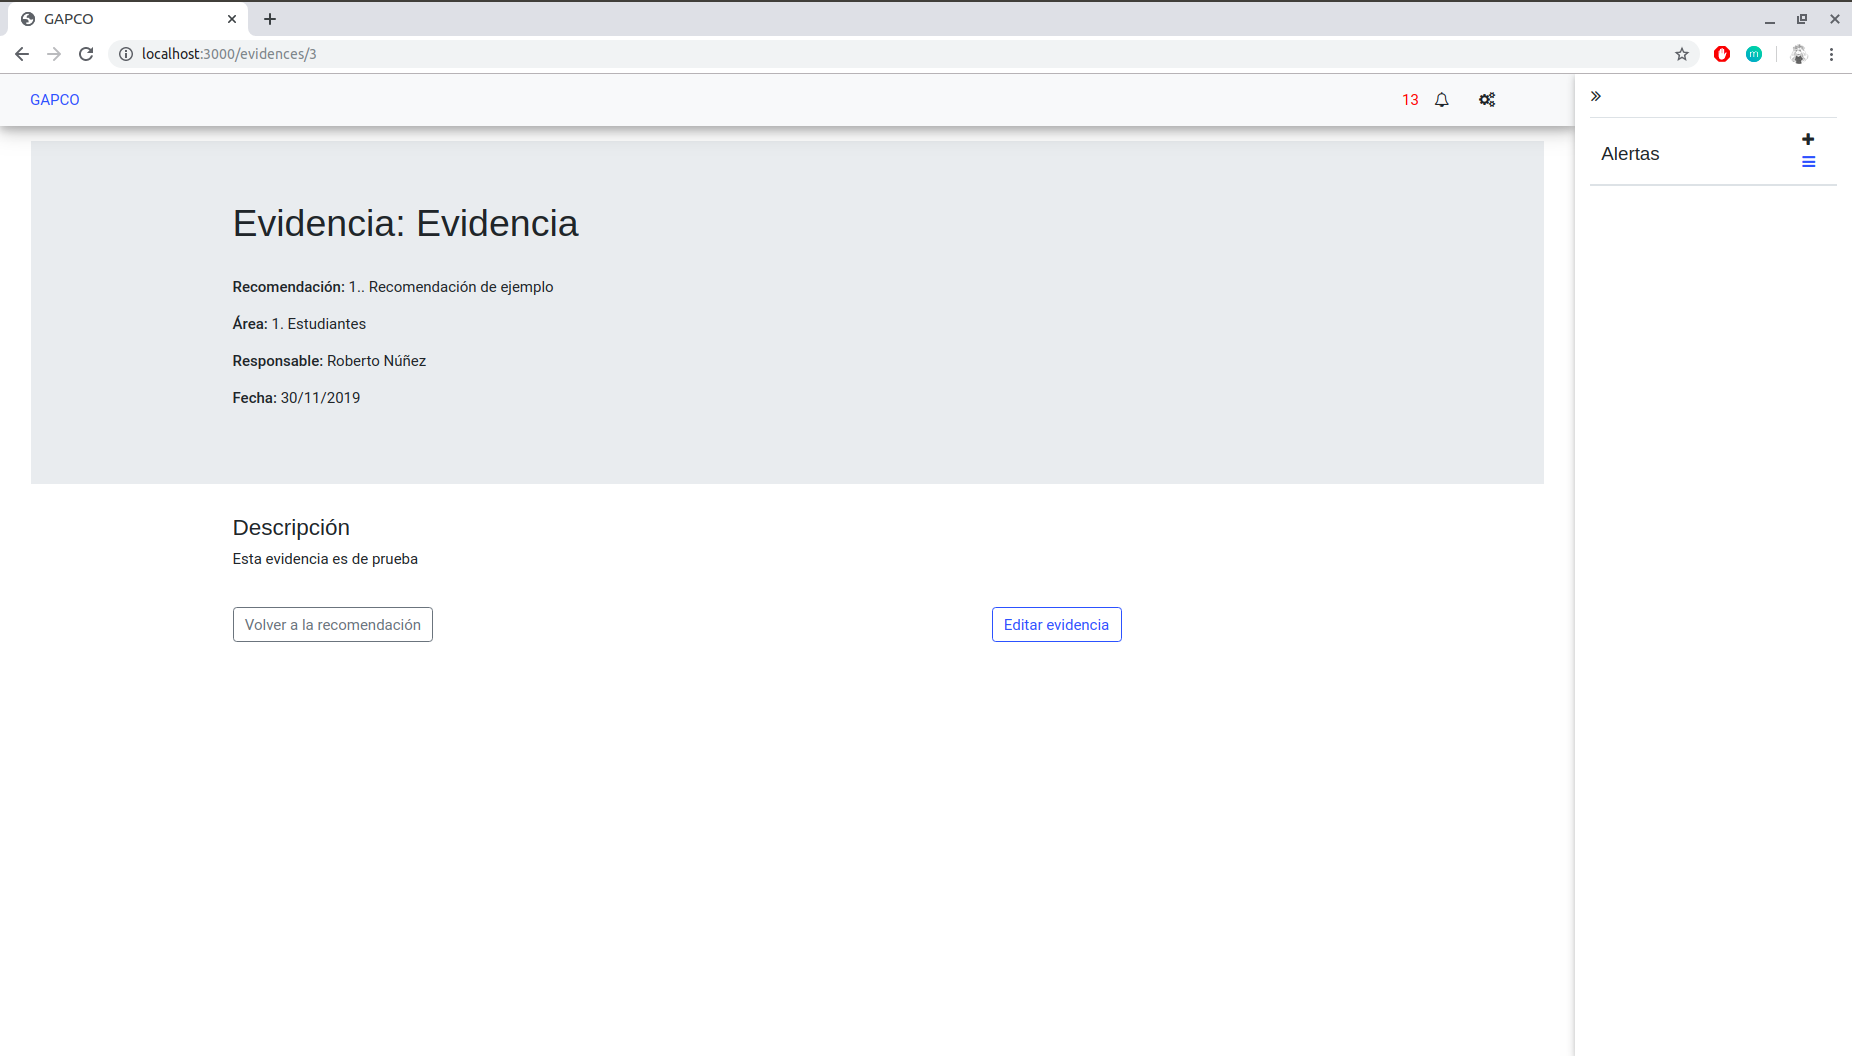 GAPCO
localhost:3000/evidences/3
GAPCO
13
Alertas
Evidencia: Evidencia
Recomendación: 1.. Recomendación de ejemplo
Área: 1. Estudiantes
Responsable: Roberto Núñez
Fecha: 30/11/2019
Descripción
Esta evidencia es de prueba
Volver a la recomendación
Editar evidencia